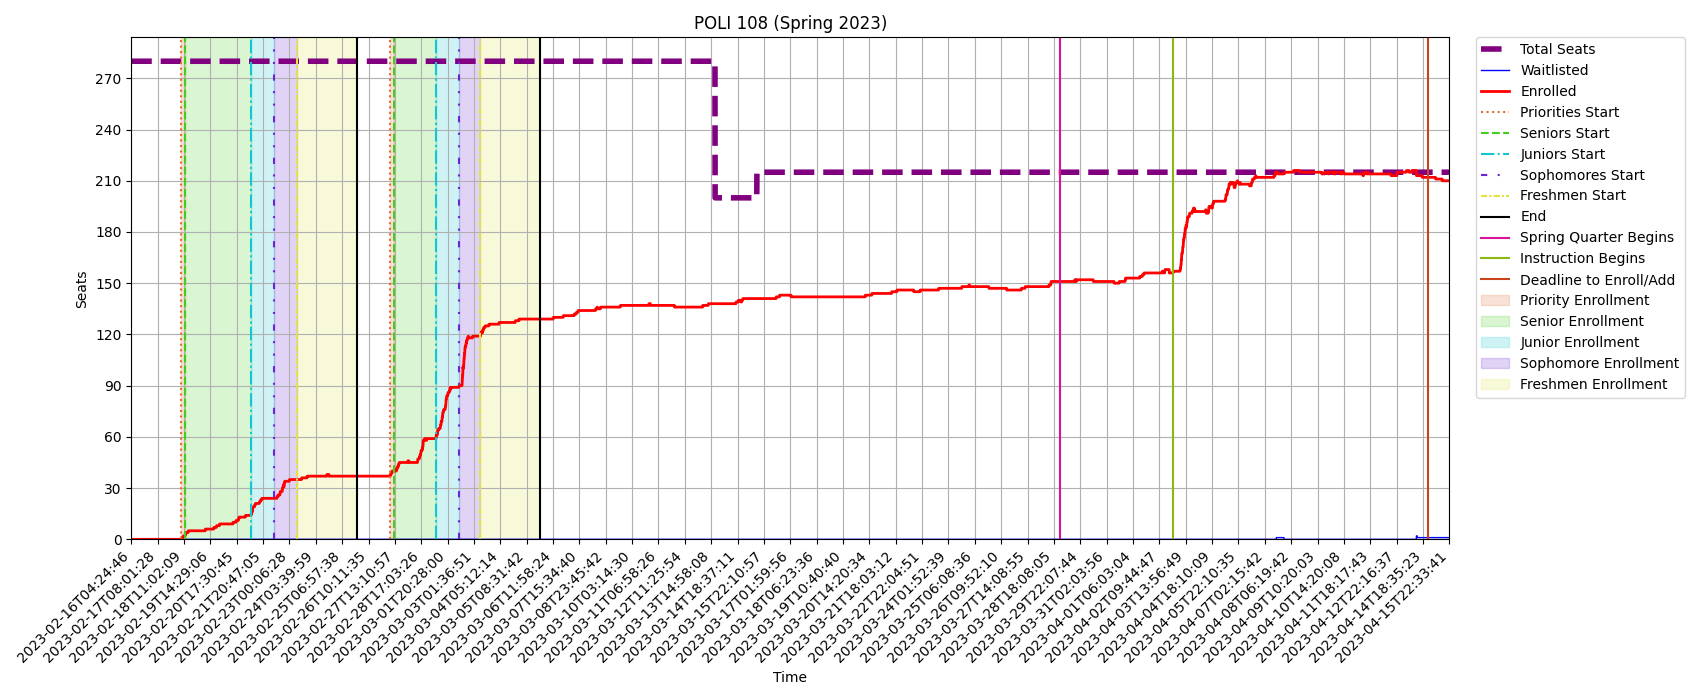 POLI 108 (Spring 2023)
Seats
270
240
210
180
150
120
90
60
30
0
2023-02-16T04:24:46
2023-02-17T08:01:28
2023-02-18T11:02:09
2023-02-19T14:29:06
2023-02-20T17:30:45
2023-02-21T20:47:05
2023-02-23T00:06:28
2023-02-24T03:39:59
2023-02-25T06:57:38
2023-02-26T10:11:35
2023-02-27T13:10:57
2023-02-28T17:03:26
2023-03-01T20:28:00
2023-03-03T01:36:51
2023-03-04T05:12:14
2023-03-05T08:31:42
2023-03-06T11:58:24
2023-03-07T15:34:40
2023-03-08T23:45:42
2023-03-10T03:14:30
2023-03-11T06:58:26
2023-03-12T11:25:54
2023-03-13T14:58:08
2023-03-14T18:37:11
2023-03-15T22:10:57
2023-03-17T01:59:56
2023-03-18T06:23:36
2023-03-19T10:40:40
2023-03-20T14:20:34
2023-03-21T18:03:12
2023-03-22T22:04:51
2023-03-24T01:52:39
2023-03-25T06:08:36
2023-03-26T09:52:10
2023-03-27T14:08:55
2023-03-28T18:08:05
2023-03-29T22:07:44
2023-03-31T02:03:56
2023-04-01T06:03:04
2023-04-02T09:44:47
2023-04-03T13:56:49
2023-04-04T18:10:09
2023-04-05T22:10:35
2023-04-07T02:15:42
2023-04-08T06:19:42
2023-04-09T10:20:03
2023-04-10T14:20:08
2023-04-11T18:17:43
2023-04-12T22:16:37
2023-04-14T18:35:23
2023-04-15T22:33:41
Time
Total Seats
Waitlisted
Enrolled
Priorities Start
Seniors Start
Juniors Start
Sophomores Start
Freshmen Start
End
Spring Quarter Begins
Instruction Begins
Deadline to Enroll/Add
Priority Enrollment
Senior Enrollment
Junior Enrollment
Sophomore Enrollment
Freshmen Enrollment